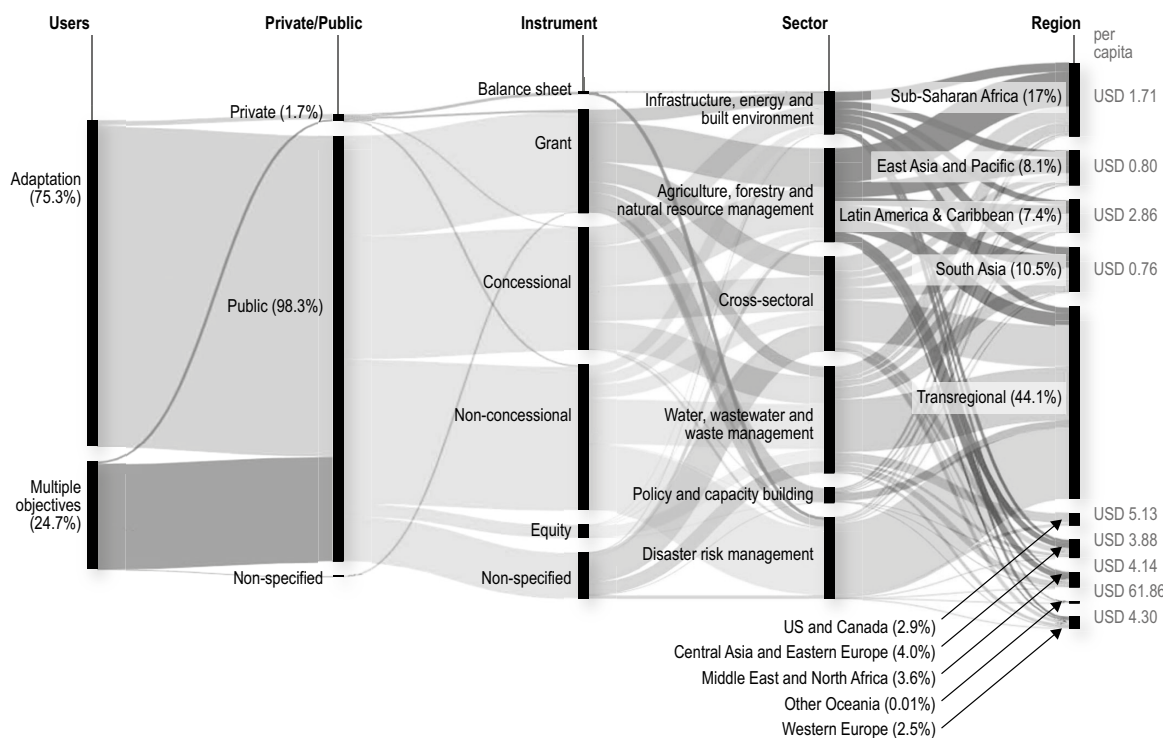 Users
Private/Public
Instrument
Sector
Region
per
capita
Adaptation
(75.3%)
Multiple
objectives
(24.7%)
Private (1.7%)
Public (98.3%)
Non-specified
Balance sheet
Grant
Concessional
Non-concessional
Equity
Non-specified
Infrastructure, energy and
built environment
Agriculture, forestry and
natural resource management
Cross-sectoral
Water, wastewater and
waste management
Policy and capacity building
Disaster risk management
Sub-Saharan Africa (17%)
East Asia and Pacific (8.1%)
Latin America & Caribbean (7.4%)
South Asia (10.5%)
Transregional (44.1%)
US and Canada (2.9%)
Central Asia and Eastern Europe (4.0%)
Middle East and North Africa (3.6%)
Other Oceania (0.01%)
Western Europe (2.5%)
USD 1.71
USD 0.80
USD 2.86
USD 0.76
USD 5.13
USD 3.88
USD 4.14
USD 61.86
USD 4.30